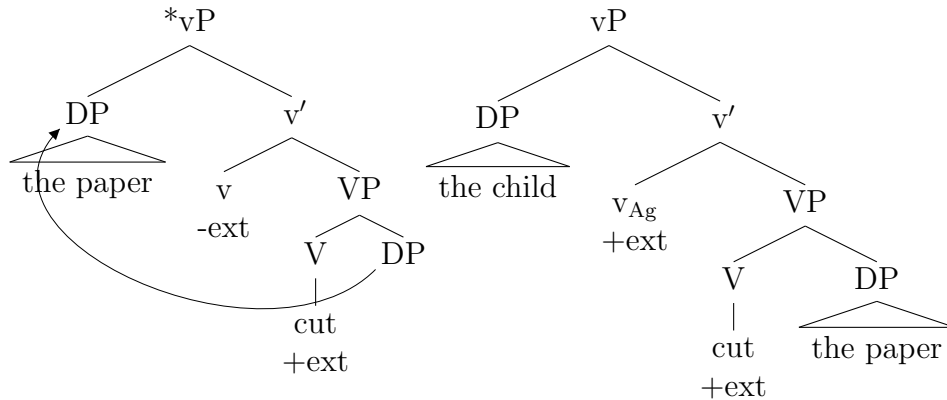 *vP
DP v′
the paper v VP
-ext V DP
cut
+ext
vP
DP v′
the child v_Ag VP
+ext V DP
cut the paper
+ext